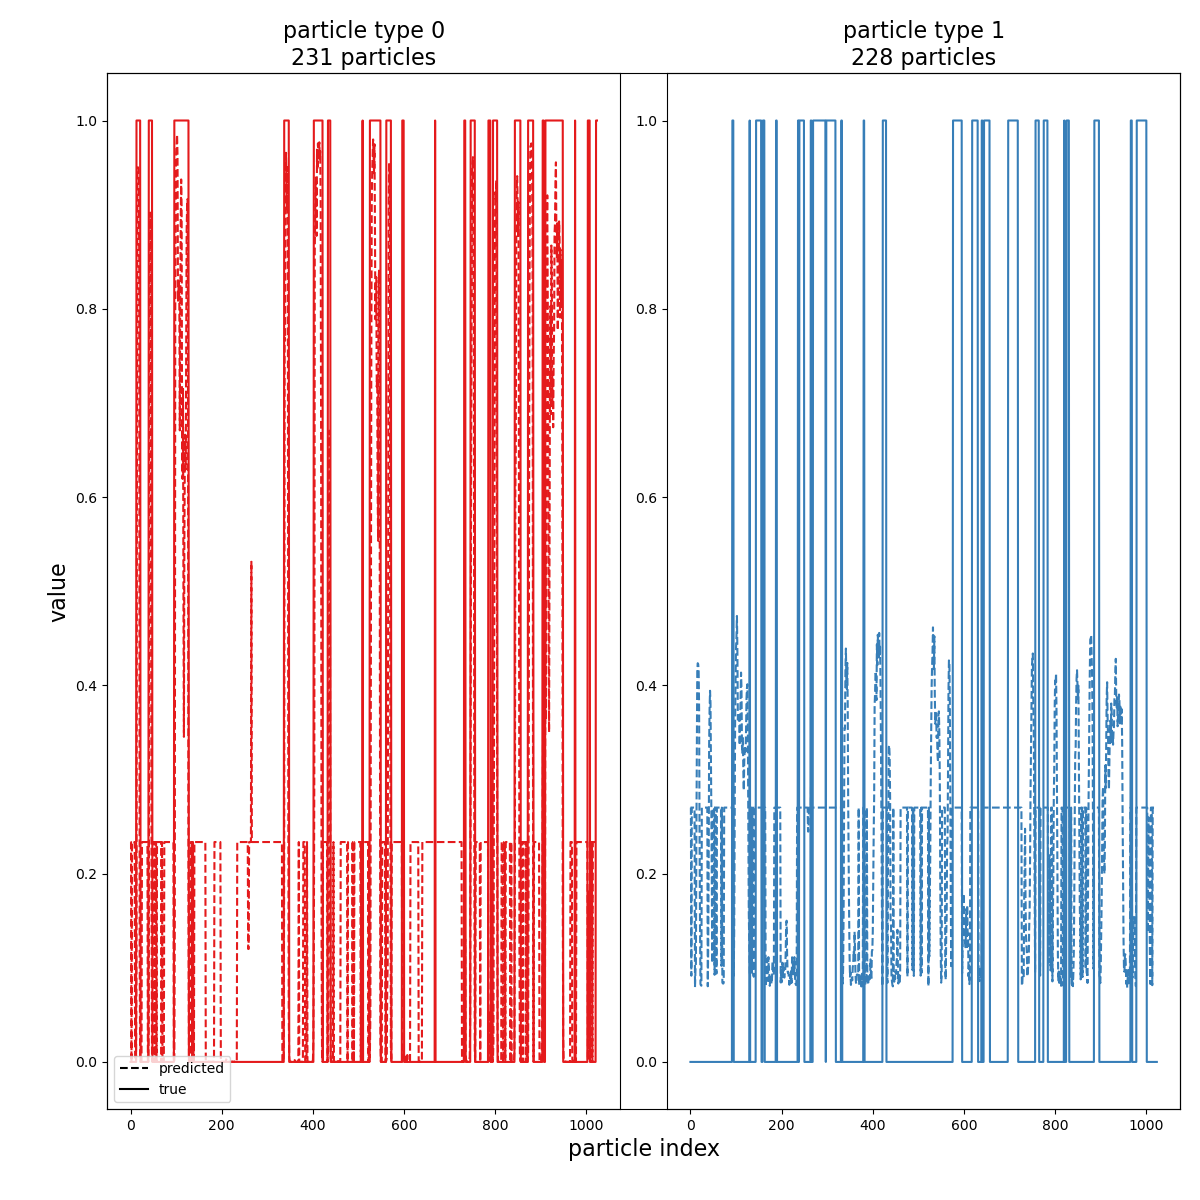 particle type 0
231 particles
particle type 1
228 particles
value
1.0
0.8
0.6
0.4
0.2
0.0
1.0
0.8
0.6
0.4
0.2
0.0
predicted
true
0 200 400 600 800 1000
0 200 400 600 800 1000
particle index